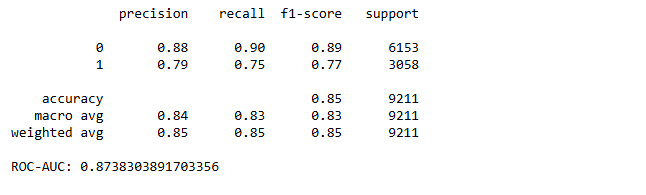 precision recall f1-score support
0 0.88 0.90 0.89 6153
1 0.79 0.75 0.77 3058
accuracy 0.85 9211
macro avg 0.84 0.83 0.83 9211
weighted avg 0.85 0.85 0.85 9211
ROC-AUC: 0.8738303891703356